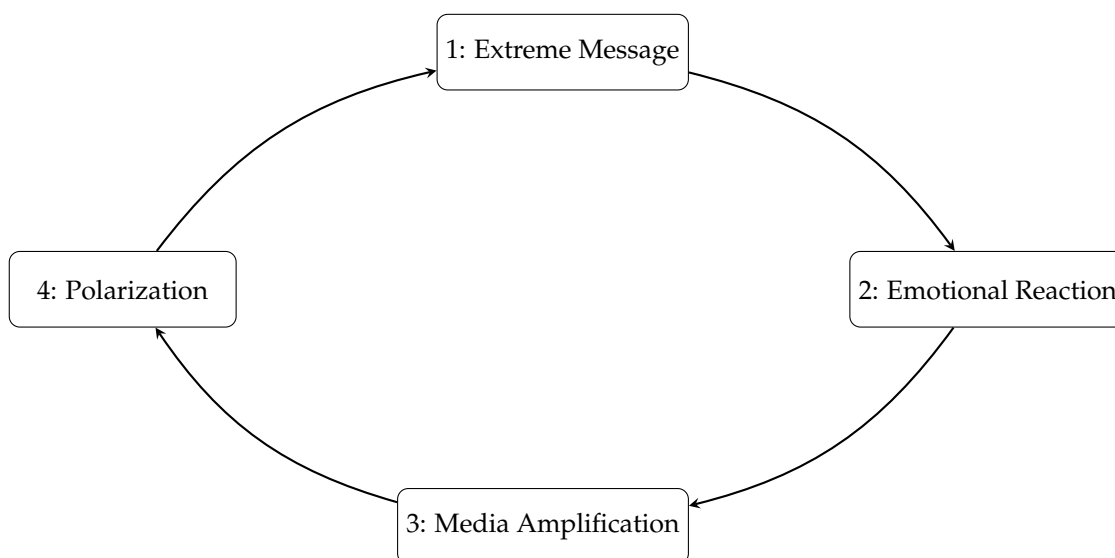 1: Extreme Message
4: Polarization
2: Emotional Reaction
3: Media Amplification